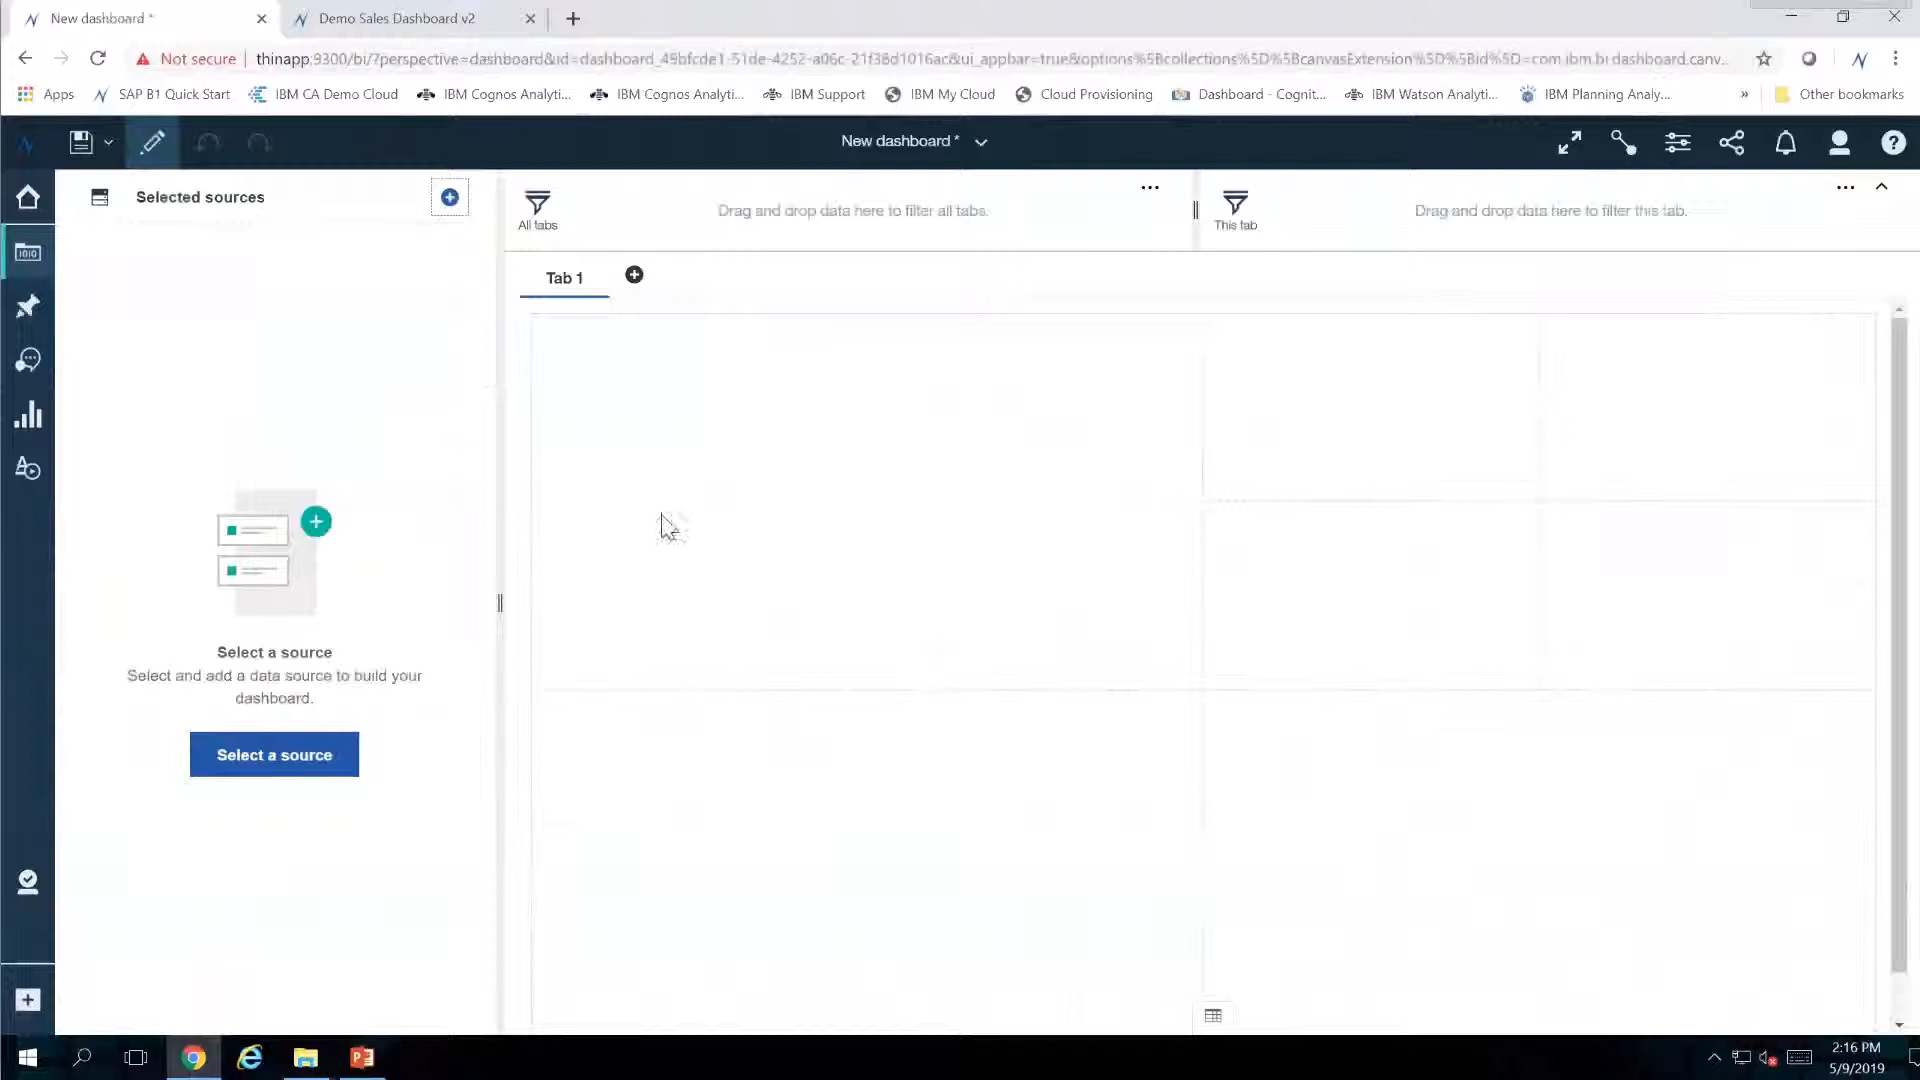 New dashboard *
Demo Sales Dashboard v2
Not secure
thinapp:9300/bi/?perspective=dashboard&id=dashboard_49bfcde1-51de-4252-a06c-21f38d1016ac&ui_appbar=true&options%5Bcollections%5D%5BcanvasExtension%5D%5Bid%5D=com.ibm.bi.dashboard.canv...
Apps
SAP B1 Quick Start
IBM CA Demo Cloud
IBM Cognos Analyti...
IBM Cognos Analyti...
IBM Support
IBM My Cloud
Cloud Provisioning
Dashboard - Cognit...
IBM Watson Analyti...
IBM Planning Analy...
»
Other bookmarks
New dashboard *
Selected sources
All tabs
Drag and drop data here to filter all tabs.
This tab
Drag and drop data here to filter this tab.
Tab 1
Select a source
Select and add a data source to build your
dashboard.
Select a source
2:16 PM
5/9/2019